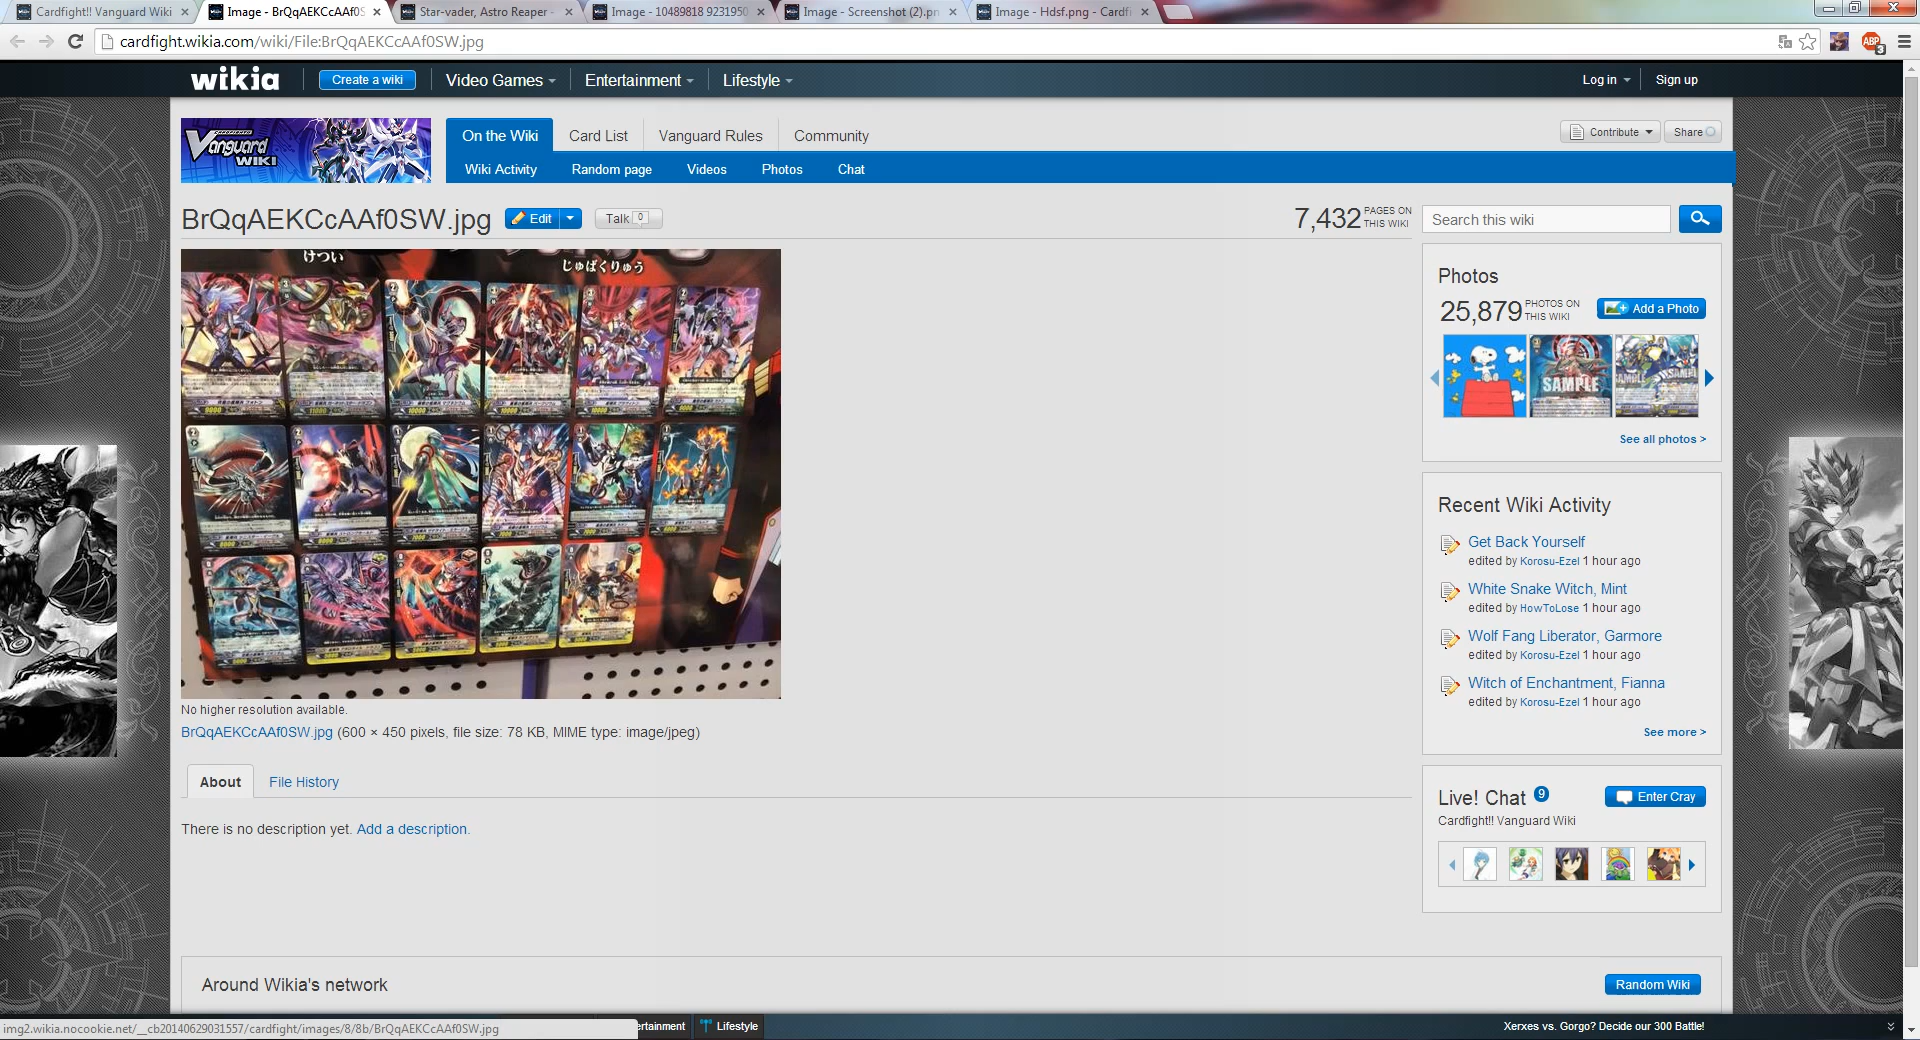 Cardfight!! Vanguard Wiki
Image - BrQqAEKCcAAf0S
Star-vader, Astro Reaper -
Image - 10489818 9231950
Image - Screenshot (2).pn
Image - Hdsf.png - Cardfi
cardfight.wikia.com/wiki/File:BrQqAEKCcAAf0SW.jpg
ABP
3
wikia
Create a wiki
Video Games
Entertainment
Lifestyle
Log in
Sign up
CARDFIGHT!!
Vanguard
WIKI
On the Wiki
Card List
Vanguard Rules
Community
Contribute
Share
Wiki Activity
Random page
Videos
Photos
Chat
BrQqAEKCcAAf0SW.jpg
Edit
Talk 0
7,432 PAGES ON THIS WIKI
Search this wiki
けつい
じゅばくりゅう
Photos
25,879 PHOTOS ON THIS WIKI
Add a Photo
SAMPLE
See all photos >
Recent Wiki Activity
Get Back Yourself
edited by Korosu-Ezel 1 hour ago
White Snake Witch, Mint
edited by HowToLose 1 hour ago
Wolf Fang Liberator, Garmore
edited by Korosu-Ezel 1 hour ago
Witch of Enchantment, Fianna
edited by Korosu-Ezel 1 hour ago
See more >
No higher resolution available.
BrQqAEKCcAAf0SW.jpg (600 × 450 pixels, file size: 78 KB, MIME type: image/jpeg)
About
File History
There is no description yet. Add a description.
Live! Chat 9
Enter Cray
Cardfight!! Vanguard Wiki
Around Wikia's network
Random Wiki
img2.wikia.nocookie.net/__cb20140629031557/cardfight/images/8/8b/BrQqAEKCcAAf0SW.jpg
ertainment
Lifestyle
Xerxes vs. Gorgo? Decide our 300 Battle!